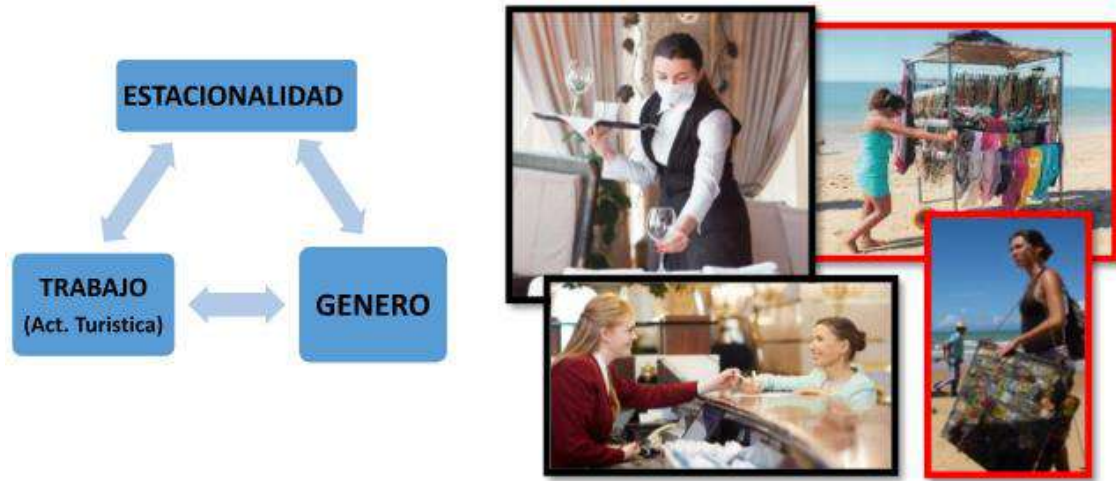 ESTACIONALIDAD
TRABAJO
(Act. Turistica)
GENERO